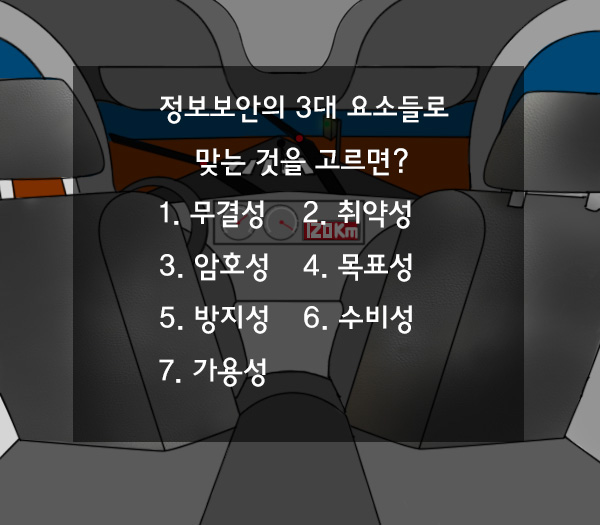 정보보안의 3대 요소들로
맞는 것을 고르면?
1. 무결성 2. 취약성
120Km
3. 암호성 4. 목표성
5. 방지성 6. 수비성
7. 가용성